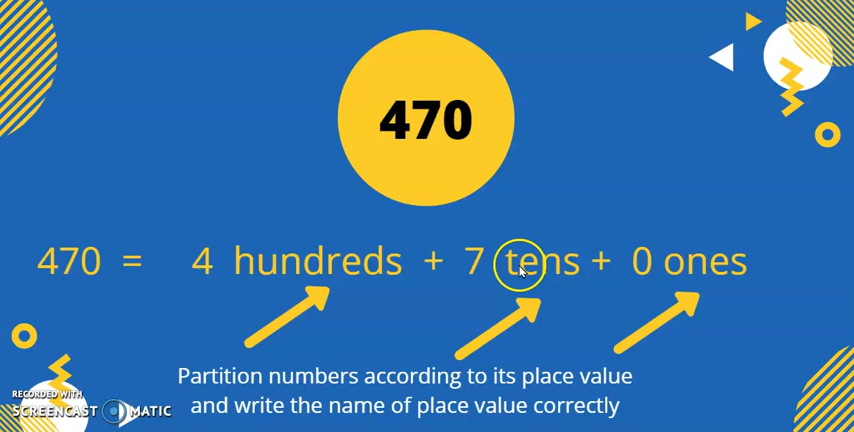 470
470 = 4 hundreds + 7 tens + 0 ones
Partition numbers according to its place value
and write the name of place value correctly
RECORDED WITH
SCREENCAST MATIC